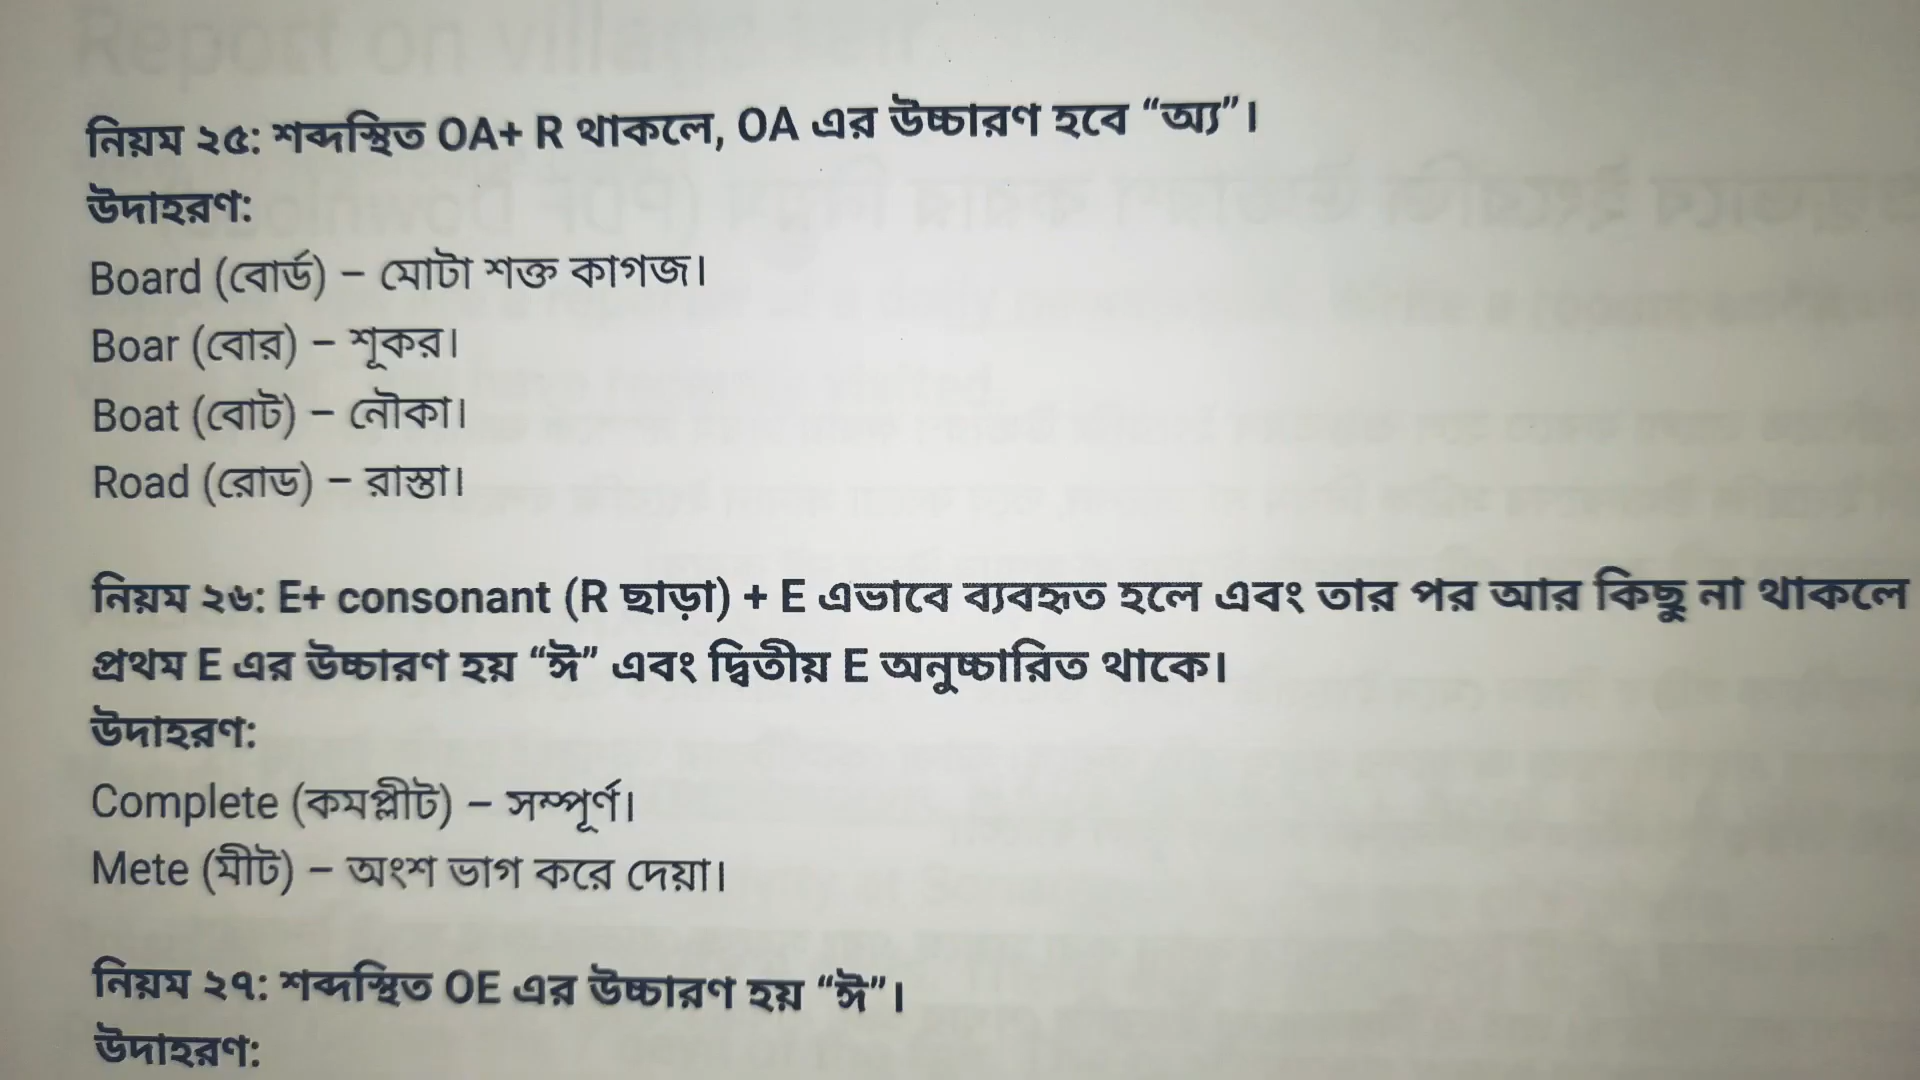 নিয়ম ২৫: শব্দস্থিত OA+ R থাকলে, OA এর উচ্চারণ হবে “অ্য”।
উদাহরণ:
Board (বোর্ড) – মোটা শক্ত কাগজ।
Boar (বোর) – শূকর।
Boat (বোট) – নৌকা।
Road (রোড) – রাস্তা।
নিয়ম ২৬: E+ consonant (R ছাড়া) + E এভাবে ব্যবহৃত হলে এবং তার পর আর কিছু না থাকলে
প্রথম E এর উচ্চারণ হয় “ঈ” এবং দ্বিতীয় E অনুচ্চারিত থাকে।
উদাহরণ:
Complete (কমপ্লীট) – সম্পূর্ণ।
Mete (মীট) – অংশ ভাগ করে দেয়া।
নিয়ম ২৭: শব্দস্থিত OE এর উচ্চারণ হয় “ঈ”।
উদাহরণ: